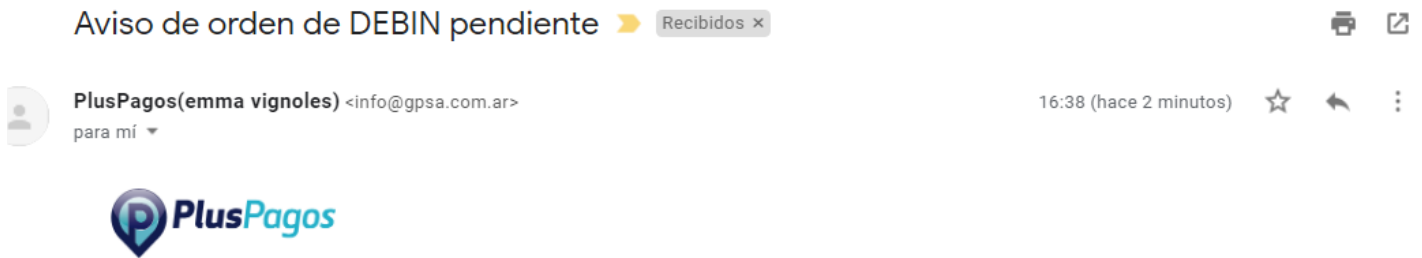 Aviso de orden de DEBIN pendiente Recibidos ×
PlusPagos(emma vignoles) <info@gpsa.com.ar> 16:38 (hace 2 minutos)
para mí
PlusPagos